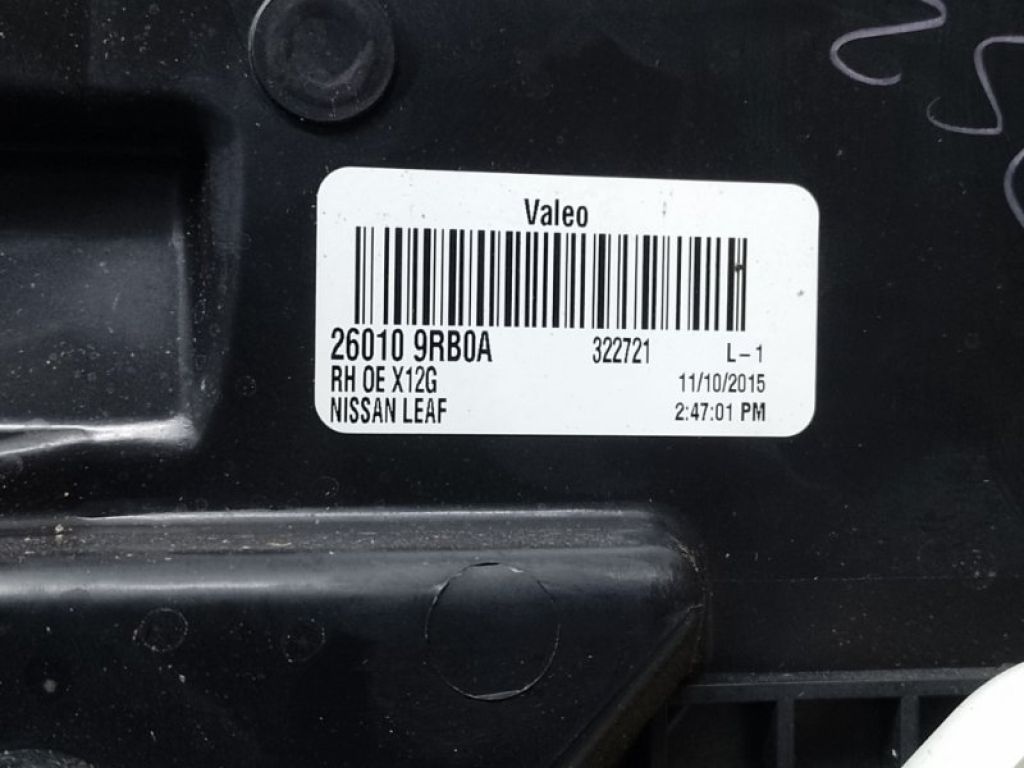 Valeo
26010 9RB0A 322721 L-1
RH OE X12G 11/10/2015
NISSAN LEAF 2:47:01 PM